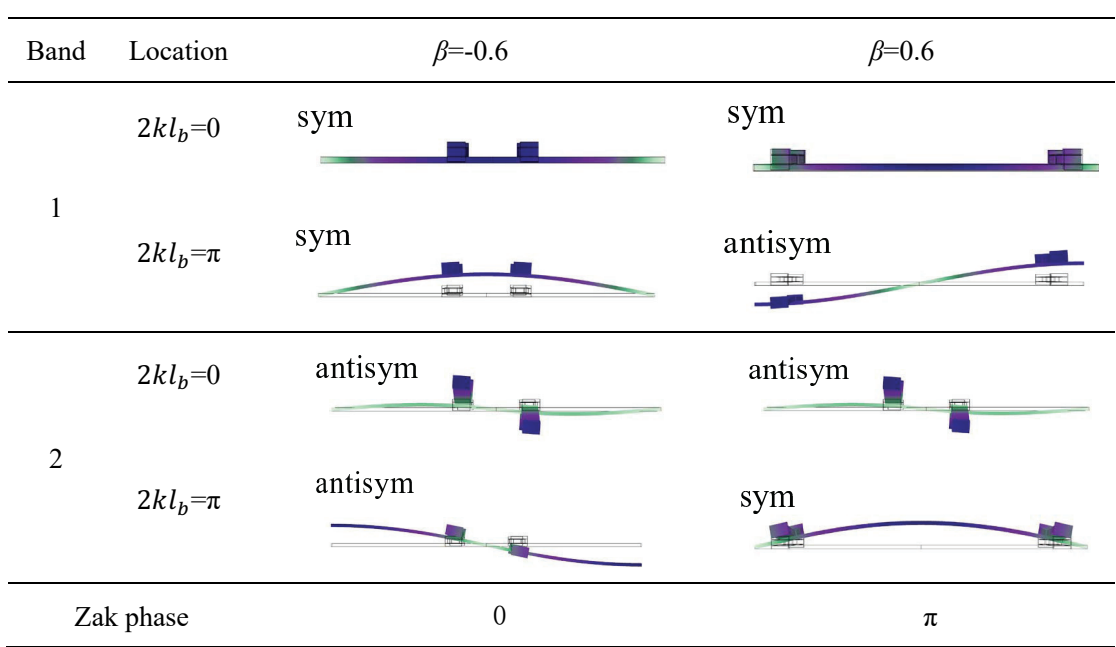 Band Location β=-0.6 β=0.6
2𝑘𝑙𝑏=0 sym sym
1
2𝑘𝑙𝑏=π sym antisym
2𝑘𝑙𝑏=0 antisym antisym
2
2𝑘𝑙𝑏=π antisym sym
Zak phase 0 π